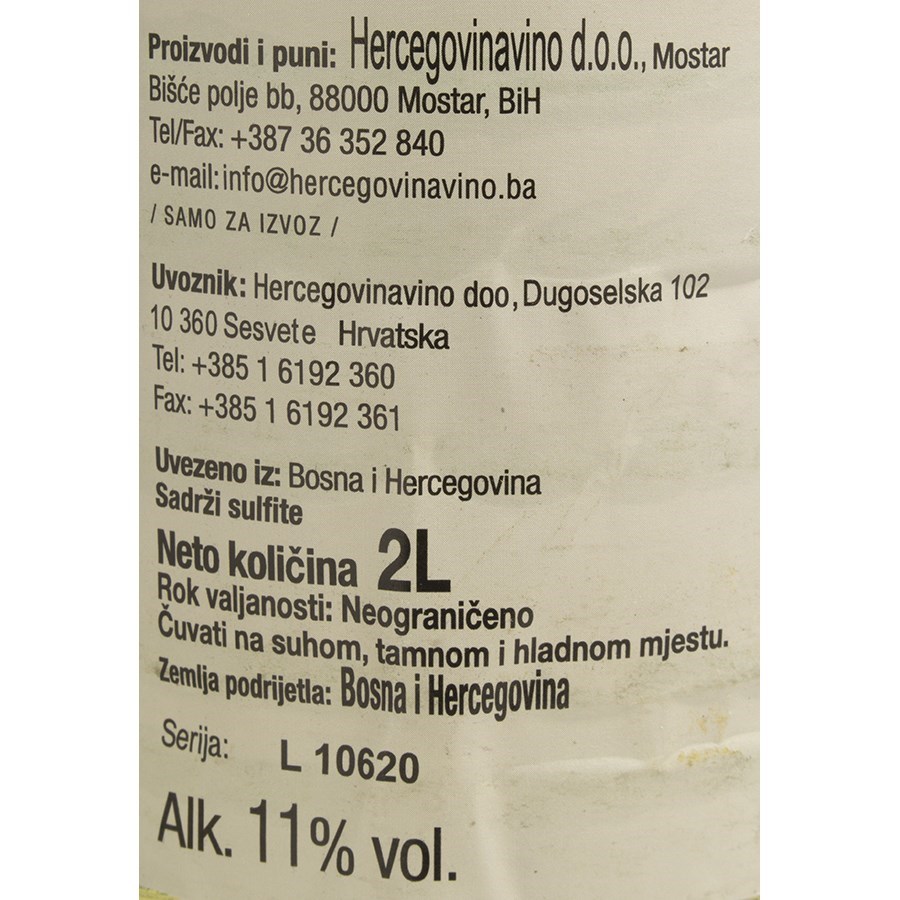 Proizvodi i puni: Hercegovinavino d.o.o., Mostar
Bišće polje bb, 88000 Mostar, BiH
Tel/Fax: +387 36 352 840
e-mail: info@hercegovinavino.ba
/ SAMO ZA IZVOZ /
Uvoznik: Hercegovinavino doo, Dugoselska 102
10 360 Sesvete Hrvatska
Tel: +385 1 6192 360
Fax: +385 1 6192 361
Uvezeno iz: Bosna i Hercegovina
Sadrži sulfite
Neto količina 2L
Rok valjanosti: Neograničeno
Čuvati na suhom, tamnom i hladnom mjestu.
Zemlja podrijetla: Bosna i Hercegovina
Serija: L 10620
Alk. 11% vol.